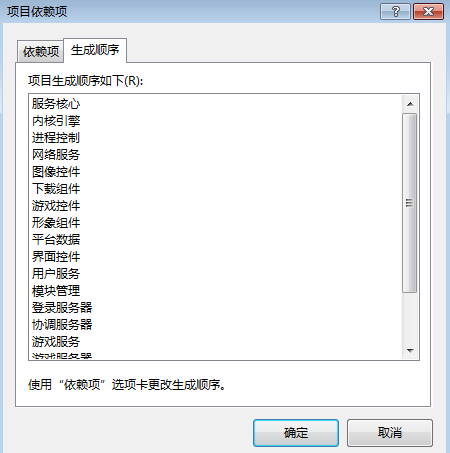 项目依赖项
依赖项
生成顺序
项目生成顺序如下(R):
服务核心
内核引擎
进程控制
网络服务
图像控件
下载组件
游戏控件
形象组件
平台数据
界面控件
用户服务
模块管理
登录服务器
协调服务器
游戏服务
游戏服务器
使用“依赖项”选项卡更改生成顺序。
确定
取消